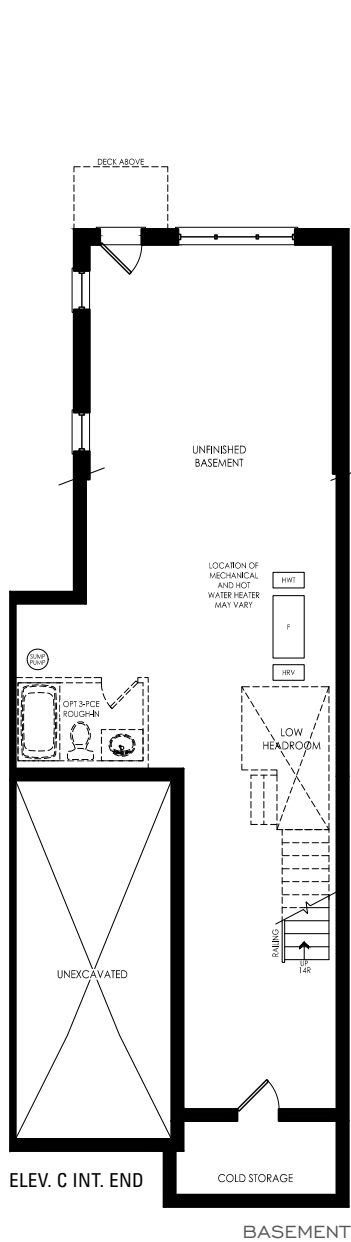 DECK ABOVE
UNFINISHED
BASEMENT
LOCATION OF
MECHANICAL
AND HOT
WATER HEATER
MAY VARY
HWT
F
HRV
SUMP
PUMP
OPT 3-PCE
ROUGH-IN
LOW
HEADROOM
RAILING
UP
14R
UNEXCAVATED
ELEV. C INT. END
COLD STORAGE
BASEMENT